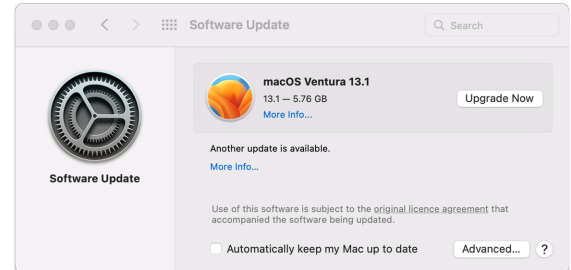 Software Update
Search
macOS Ventura 13.1
13.1 — 5.76 GB
More Info...
Upgrade Now
Another update is available.
More Info...
Software Update
Use of this software is subject to the original licence agreement that
accompanied the software being updated.
Automatically keep my Mac up to date
Advanced...
?